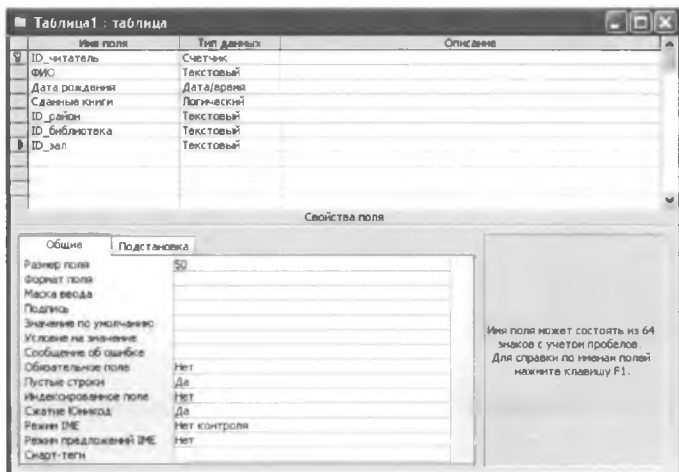 Таблица1 : таблица
Имя поля Тип данных Описание
ID_читатель Счетчик
ФИО Текстовый
Дата рождения Дата/время
Сданные книги Логический
ID_район Текстовый
ID_библиотека Текстовый
ID_зал Текстовый
Свойства поля
Общие Подстановка
Размер поля 50
Формат поля
Маска ввода
Подпись
Значение по умолчанию
Условие на значение
Сообщение об ошибке
Обязательное поле Нет
Пустые строки Да
Индексированное поле Нет
Сжатие Юникод Да
Режим IME Нет контроля
Режим предложений IME Нет
Смарт-теги
Имя поля может состоять из 64
знаков с учетом пробелов.
Для справки по именам полей
нажмите клавишу F1.